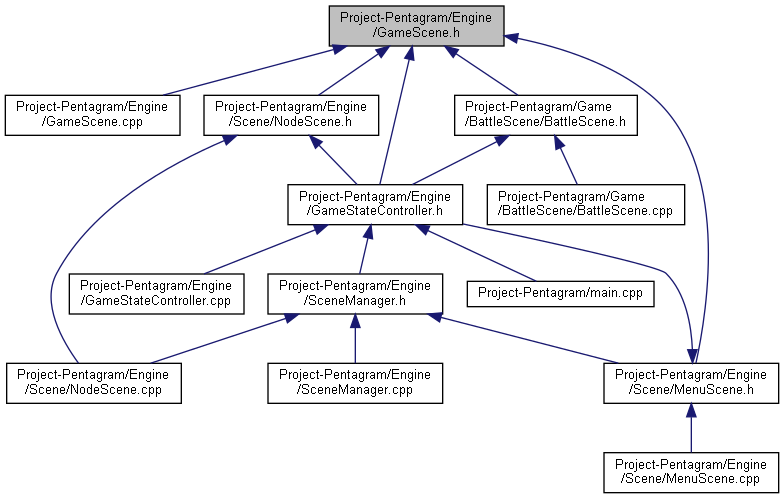 Project-Pentagram/Engine
/GameScene.h
Project-Pentagram/Engine
/GameScene.cpp
Project-Pentagram/Engine
/Scene/NodeScene.h
Project-Pentagram/Game
/BattleScene/BattleScene.h
Project-Pentagram/Engine
/GameStateController.h
Project-Pentagram/Game
/BattleScene/BattleScene.cpp
Project-Pentagram/Engine
/GameStateController.cpp
Project-Pentagram/Engine
/SceneManager.h
Project-Pentagram/main.cpp
Project-Pentagram/Engine
/Scene/NodeScene.cpp
Project-Pentagram/Engine
/SceneManager.cpp
Project-Pentagram/Engine
/Scene/MenuScene.h
Project-Pentagram/Engine
/Scene/MenuScene.cpp